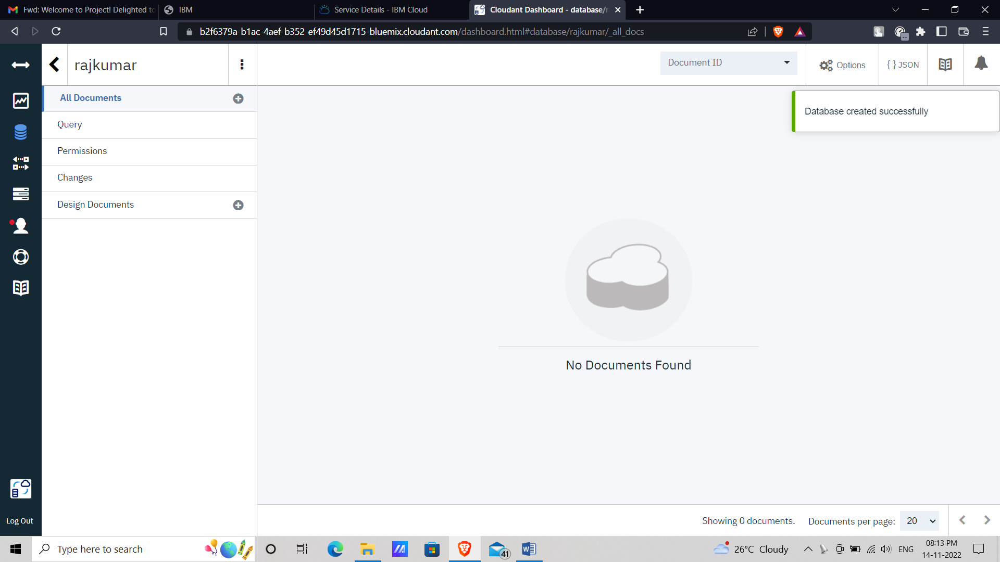 Fwd: Welcome to Project! Delighted to
IBM
Service Details - IBM Cloud
Cloudant Dashboard - database/r
b2f6379a-b1ac-4aef-b352-ef49d45d1715-bluemix.cloudant.com/dashboard.html#database/rajkumar/_all_docs
rajkumar
Document ID
Options
{ } JSON
All Documents
Query
Permissions
Changes
Design Documents
Database created successfully
No Documents Found
Log Out
Showing 0 documents.
Documents per page: 20
Type here to search
41
26°C Cloudy
ENG
08:13 PM
14-11-2022